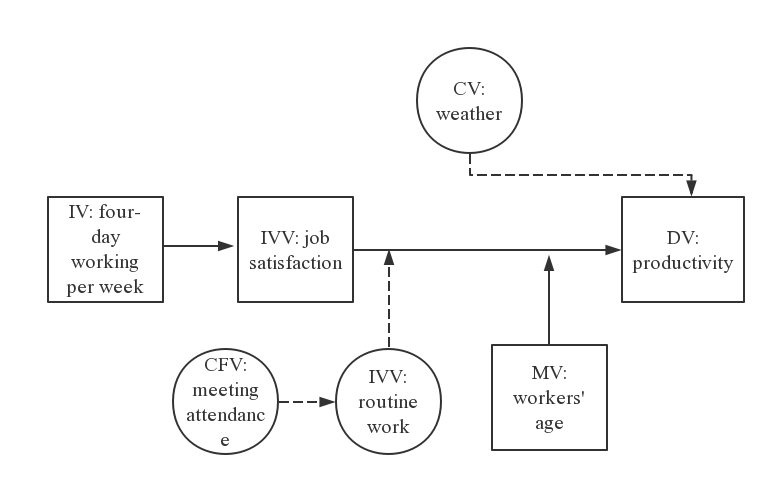 CV:
weather
IV: four-
day
working
per week
IVV: job
satisfaction
DV:
productivity
CFV:
meeting
attendanc
e
IVV:
routine
work
MV:
workers'
age